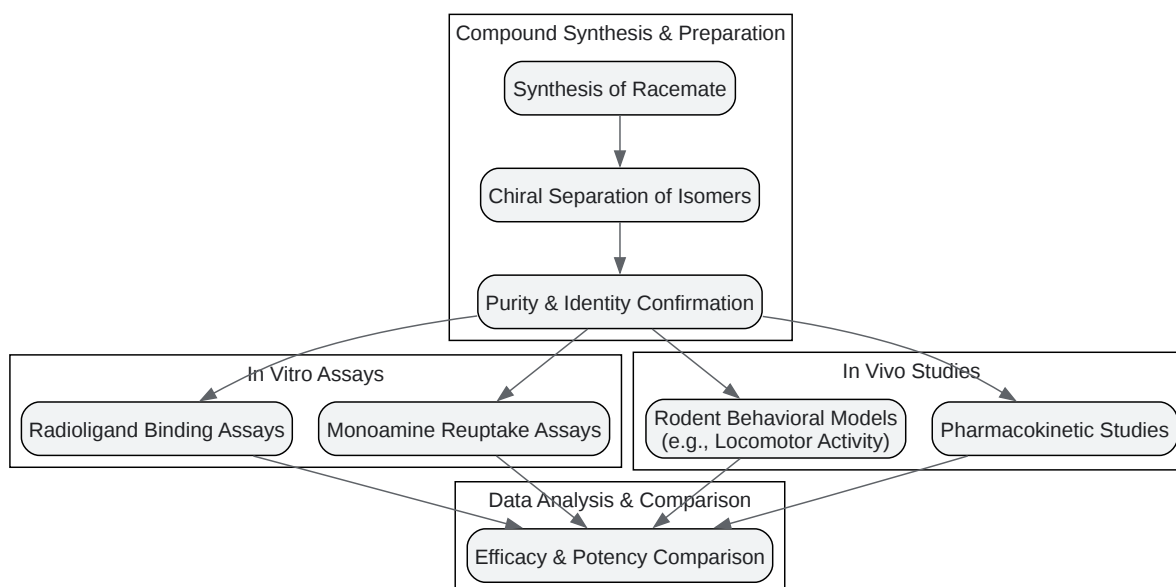 Compound Synthesis & Preparation
Synthesis of Racemate
Chiral Separation of Isomers
Purity & Identity Confirmation
In Vitro Assays
Radioligand Binding Assays
Monoamine Reuptake Assays
In Vivo Studies
Rodent Behavioral Models
(e.g., Locomotor Activity)
Pharmacokinetic Studies
Data Analysis & Comparison
Efficacy & Potency Comparison